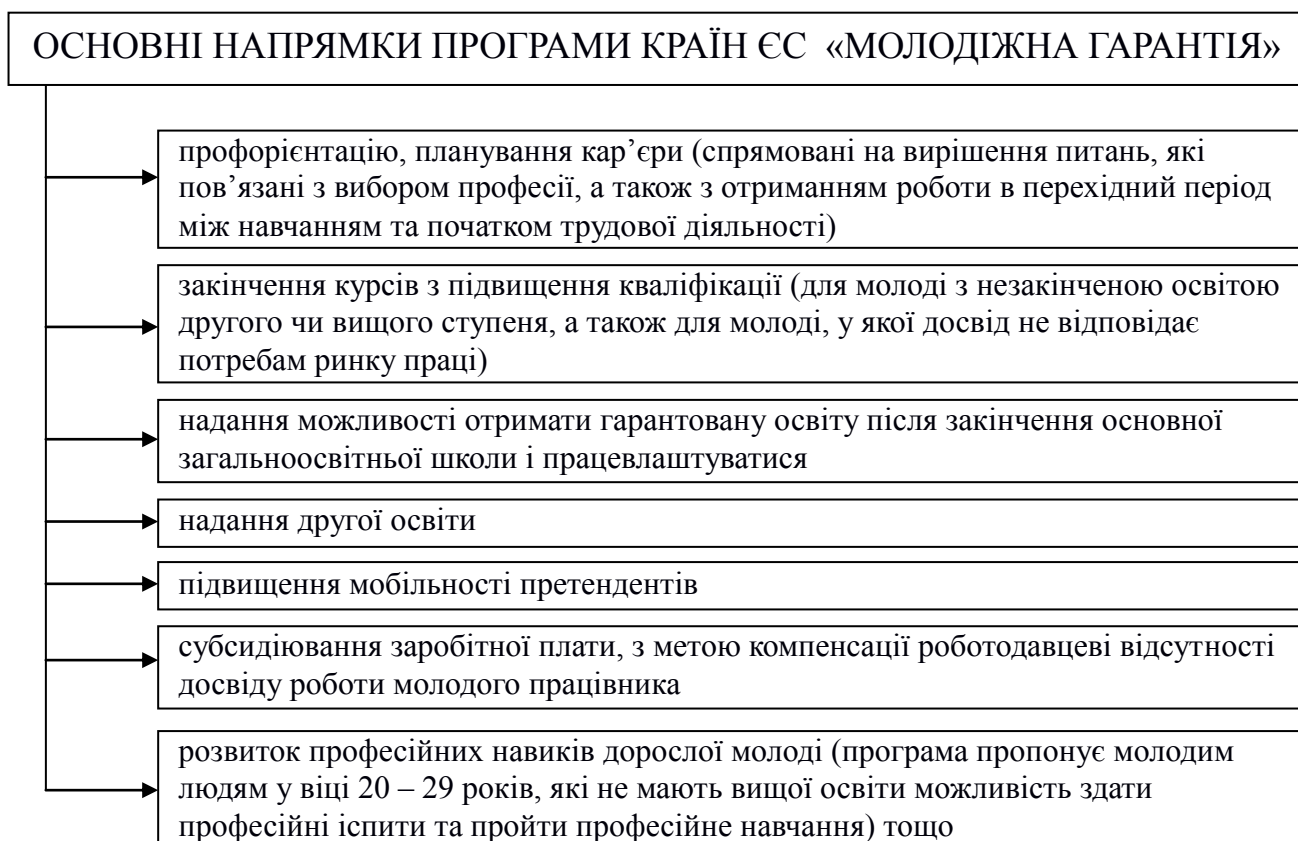 ОСНОВНІ НАПРЯМКИ ПРОГРАМИ КРАЇН ЄС «МОЛОДІЖНА ГАРАНТІЯ»
профорієнтацію, планування кар’єри (спрямовані на вирішення питань, які
пов’язані з вибором професії, а також з отриманням роботи в перехідний період
між навчанням та початком трудової діяльності)
закінчення курсів з підвищення кваліфікації (для молоді з незакінченою освітою
другого чи вищого ступеня, а також для молоді, у якої досвід не відповідає
потребам ринку праці)
надання можливості отримати гарантовану освіту після закінчення основної
загальноосвітньої школи і працевлаштуватися
надання другої освіти
підвищення мобільності претендентів
субсидіювання заробітної плати, з метою компенсації роботодавцеві відсутності
досвіду роботи молодого працівника
розвиток професійних навиків дорослої молоді (програма пропонує молодим
людям у віці 20 – 29 років, які не мають вищої освіти можливість здати
професійні іспити та пройти професійне навчання) тощо